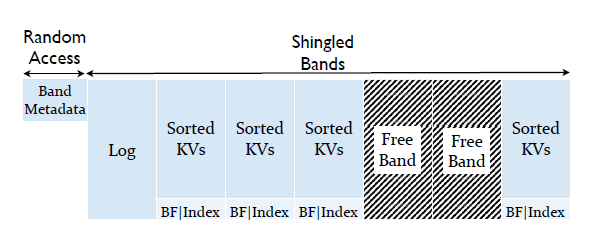 Random
Access
Shingled
Bands
Band
Metadata
Log
Sorted
KVs
Sorted
KVs
Sorted
KVs
Free
Band
Free
Band
Sorted
KVs
BF|Index
BF|Index
BF|Index
BF|Index